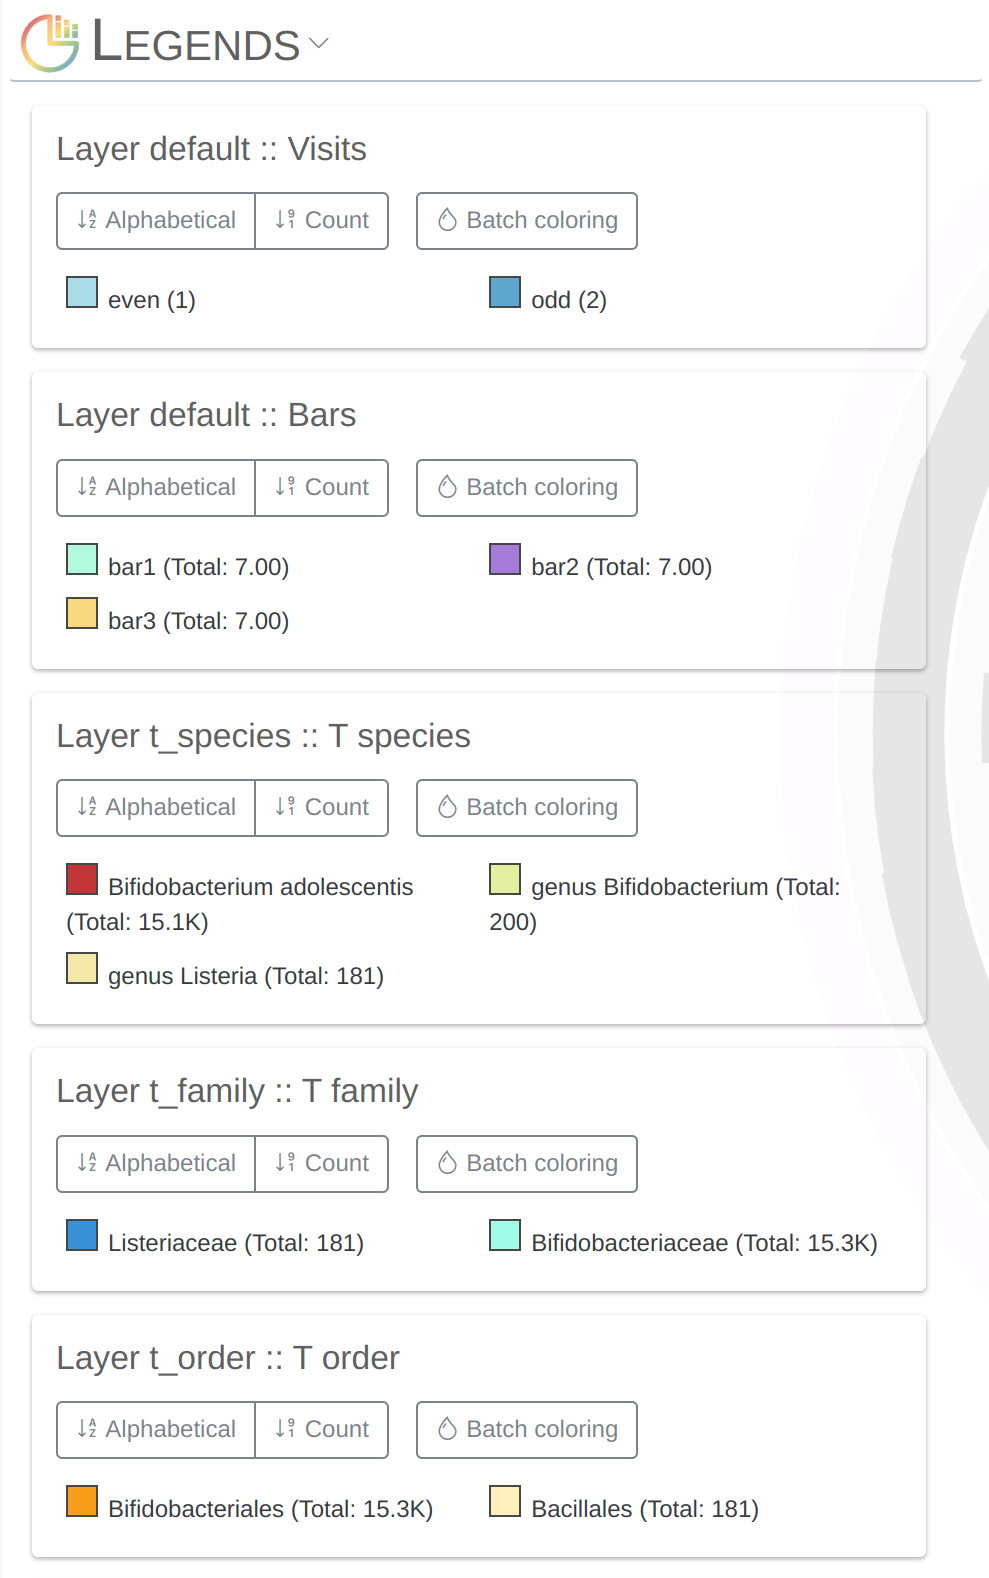 LEGENDS
Layer default :: Visits
Alphabetical Count Batch coloring
even (1) odd (2)
Layer default :: Bars
Alphabetical Count Batch coloring
bar1 (Total: 7.00) bar2 (Total: 7.00)
bar3 (Total: 7.00)
Layer t_species :: T species
Alphabetical Count Batch coloring
Bifidobacterium adolescentis
(Total: 15.1K)
genus Bifidobacterium (Total:
200)
genus Listeria (Total: 181)
Layer t_family :: T family
Alphabetical Count Batch coloring
Listeriaceae (Total: 181) Bifidobacteriaceae (Total: 15.3K)
Layer t_order :: T order
Alphabetical Count Batch coloring
Bifidobacteriales (Total: 15.3K) Bacillales (Total: 181)